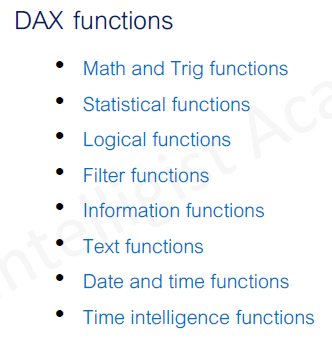 DAX functions
• Math and Trig functions
• Statistical functions
• Logical functions
• Filter functions
• Information functions
• Text functions
• Date and time functions
• Time intelligence functions